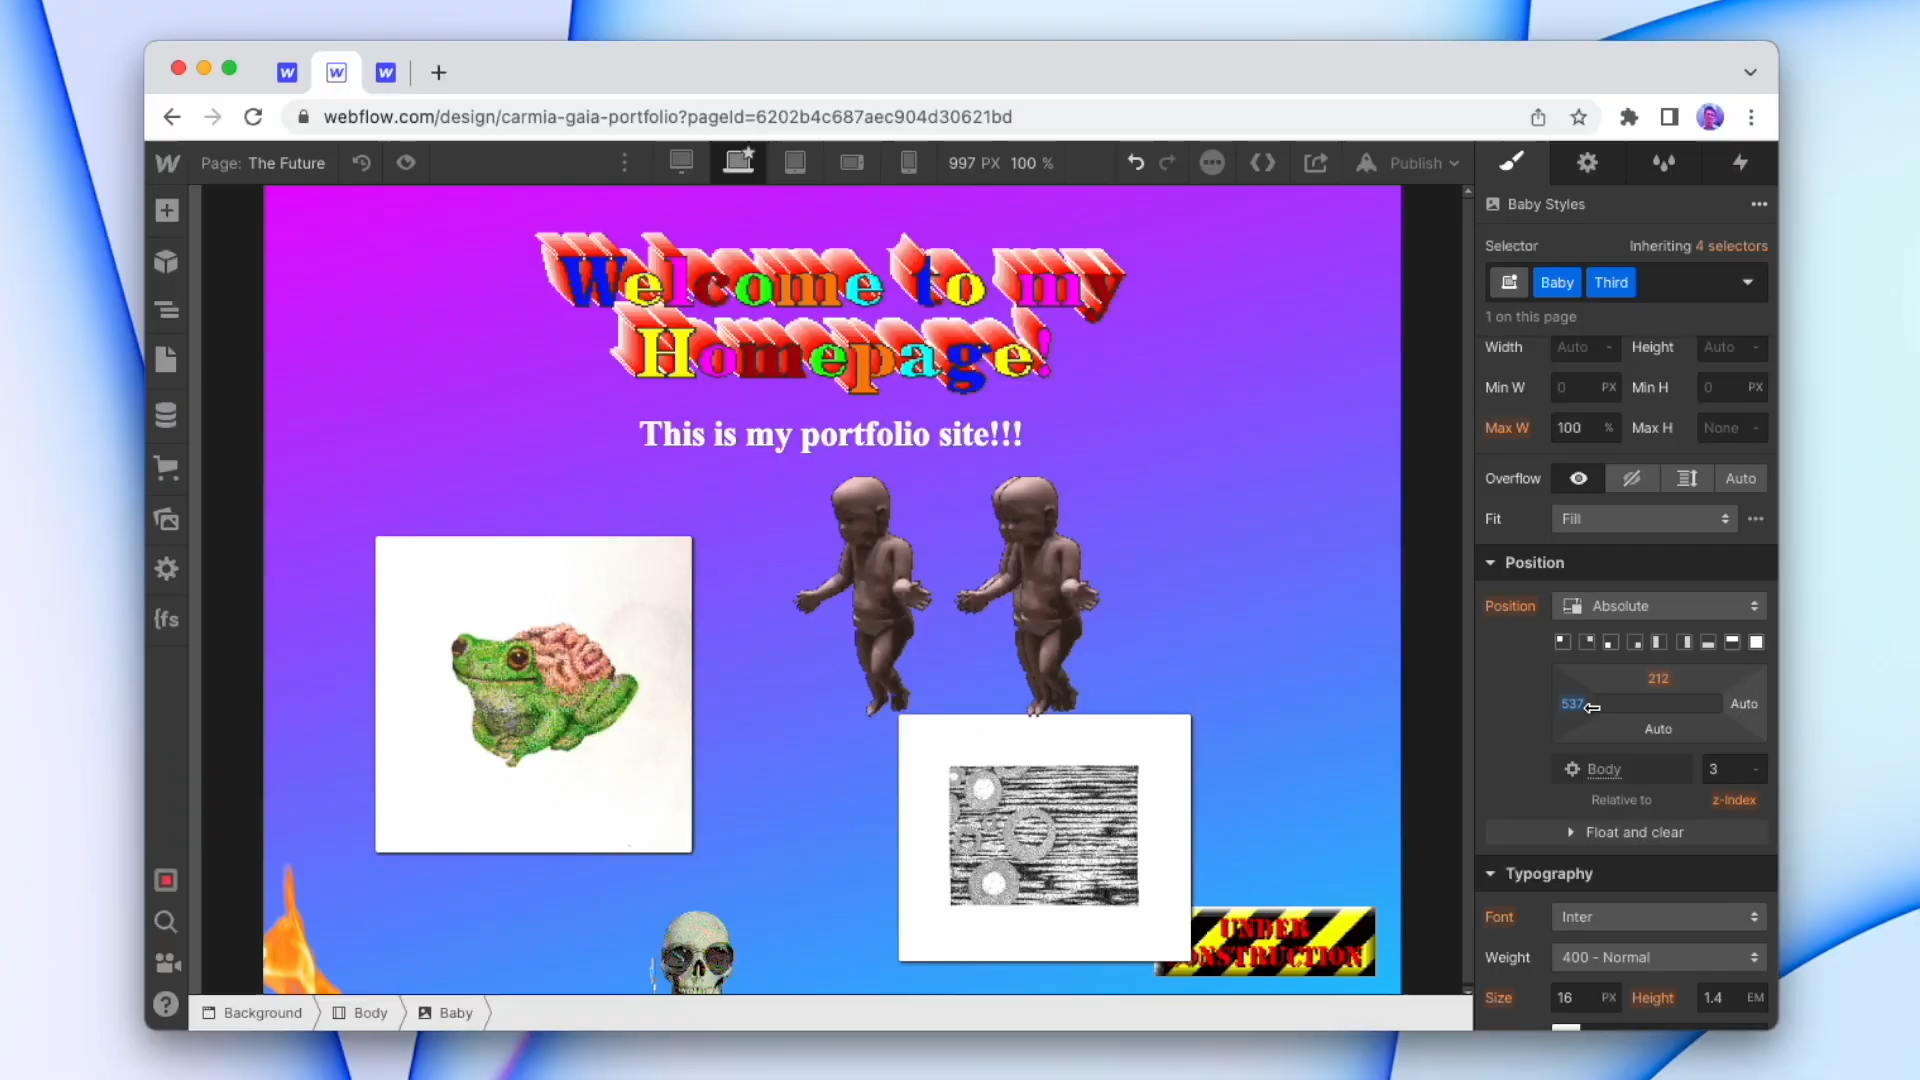 webflow.com/design/carmia-gaia-portfolio?pageId=6202b4c687aec904d30621bd
Page: The Future
997 PX 100 %
Publish
Baby Styles
Selector
Inheriting 4 selectors
Baby Third
1 on this page
Width Auto - Height Auto -
Min W 0 PX Min H 0 PX
Max W 100 % Max H None -
Overflow Auto
Fit Fill
Position
Position Absolute
212
537 Auto
Auto
Body 3 -
Relative to z-Index
Float and clear
Typography
Font Inter
Weight 400 - Normal
Size 16 PX Height 1.4 EM
Welcome to my
Homepage!
This is my portfolio site!!!
UNDER
CONSTRUCTION
{fs
Background Body Baby